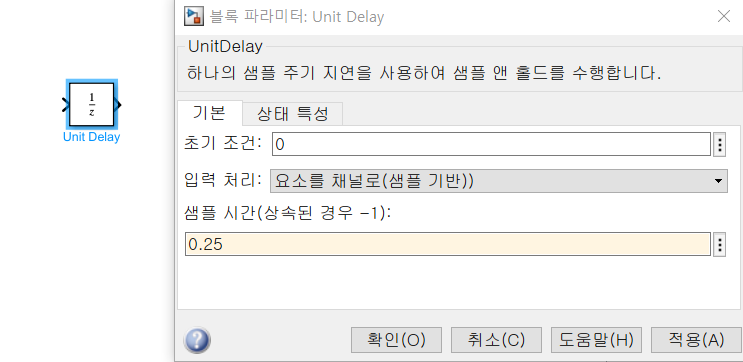 블록 파라미터: Unit Delay
UnitDelay
하나의 샘플 주기 지연을 사용하여 샘플 앤 홀드를 수행합니다.
기본 상태 특성
초기 조건: 0
입력 처리: 요소를 채널로(샘플 기반))
샘플 시간(상속된 경우 -1):
0.25
확인(O) 취소(C) 도움말(H) 적용(A)
1
z
Unit Delay